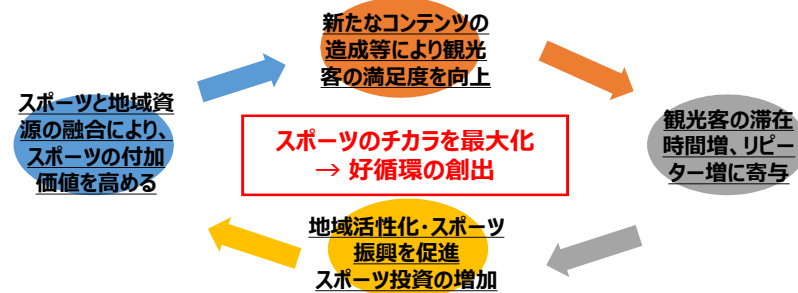 新たなコンテンツの
造成等により観光
客の満足度を向上
スポーツと地域資
源の融合により、
スポーツの付加
価値を高める
スポーツのチカラを最大化
→ 好循環の創出
観光客の滞在
時間増、リピー
ター増に寄与
地域活性化・スポーツ
振興を促進
スポーツ投資の増加